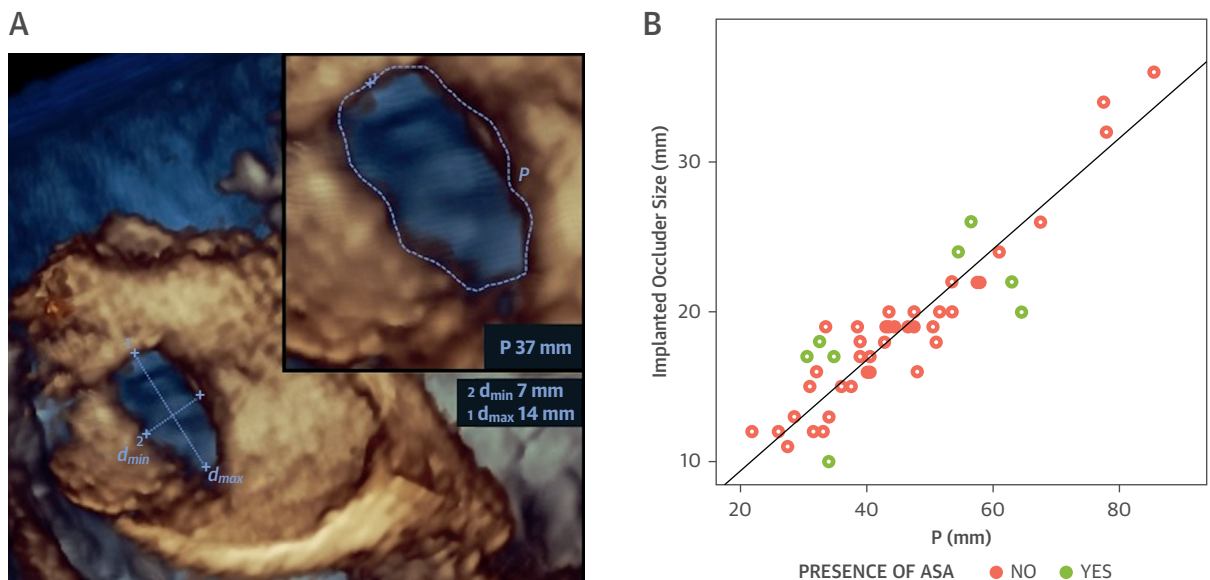 A
P
P 37 mm
2 dmin 7 mm
1 dmax 14 mm
1
2
dmin
dmax
B
Implanted Occluder Size (mm)
30
20
10
20 40 60 80
P (mm)
PRESENCE OF ASA NO YES